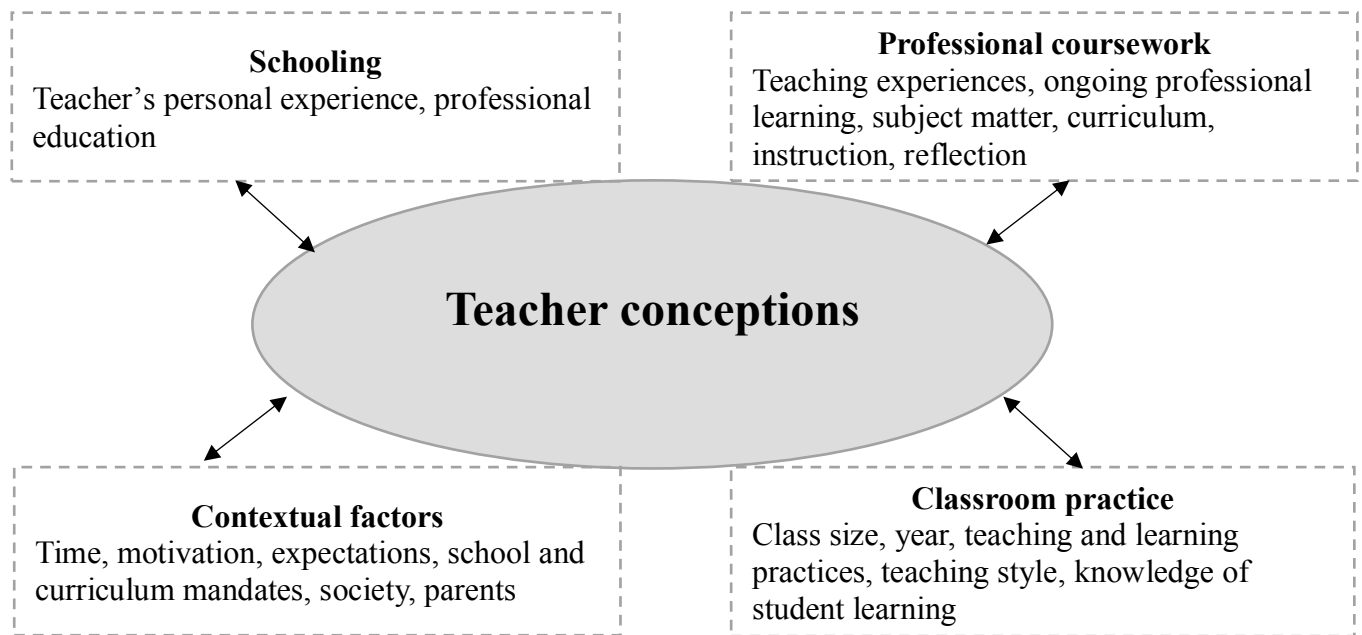 Schooling
Teacher’s personal experience, professional
education
Professional coursework
Teaching experiences, ongoing professional
learning, subject matter, curriculum,
instruction, reflection
Teacher conceptions
Contextual factors
Time, motivation, expectations, school and
curriculum mandates, society, parents
Classroom practice
Class size, year, teaching and learning
practices, teaching style, knowledge of
student learning